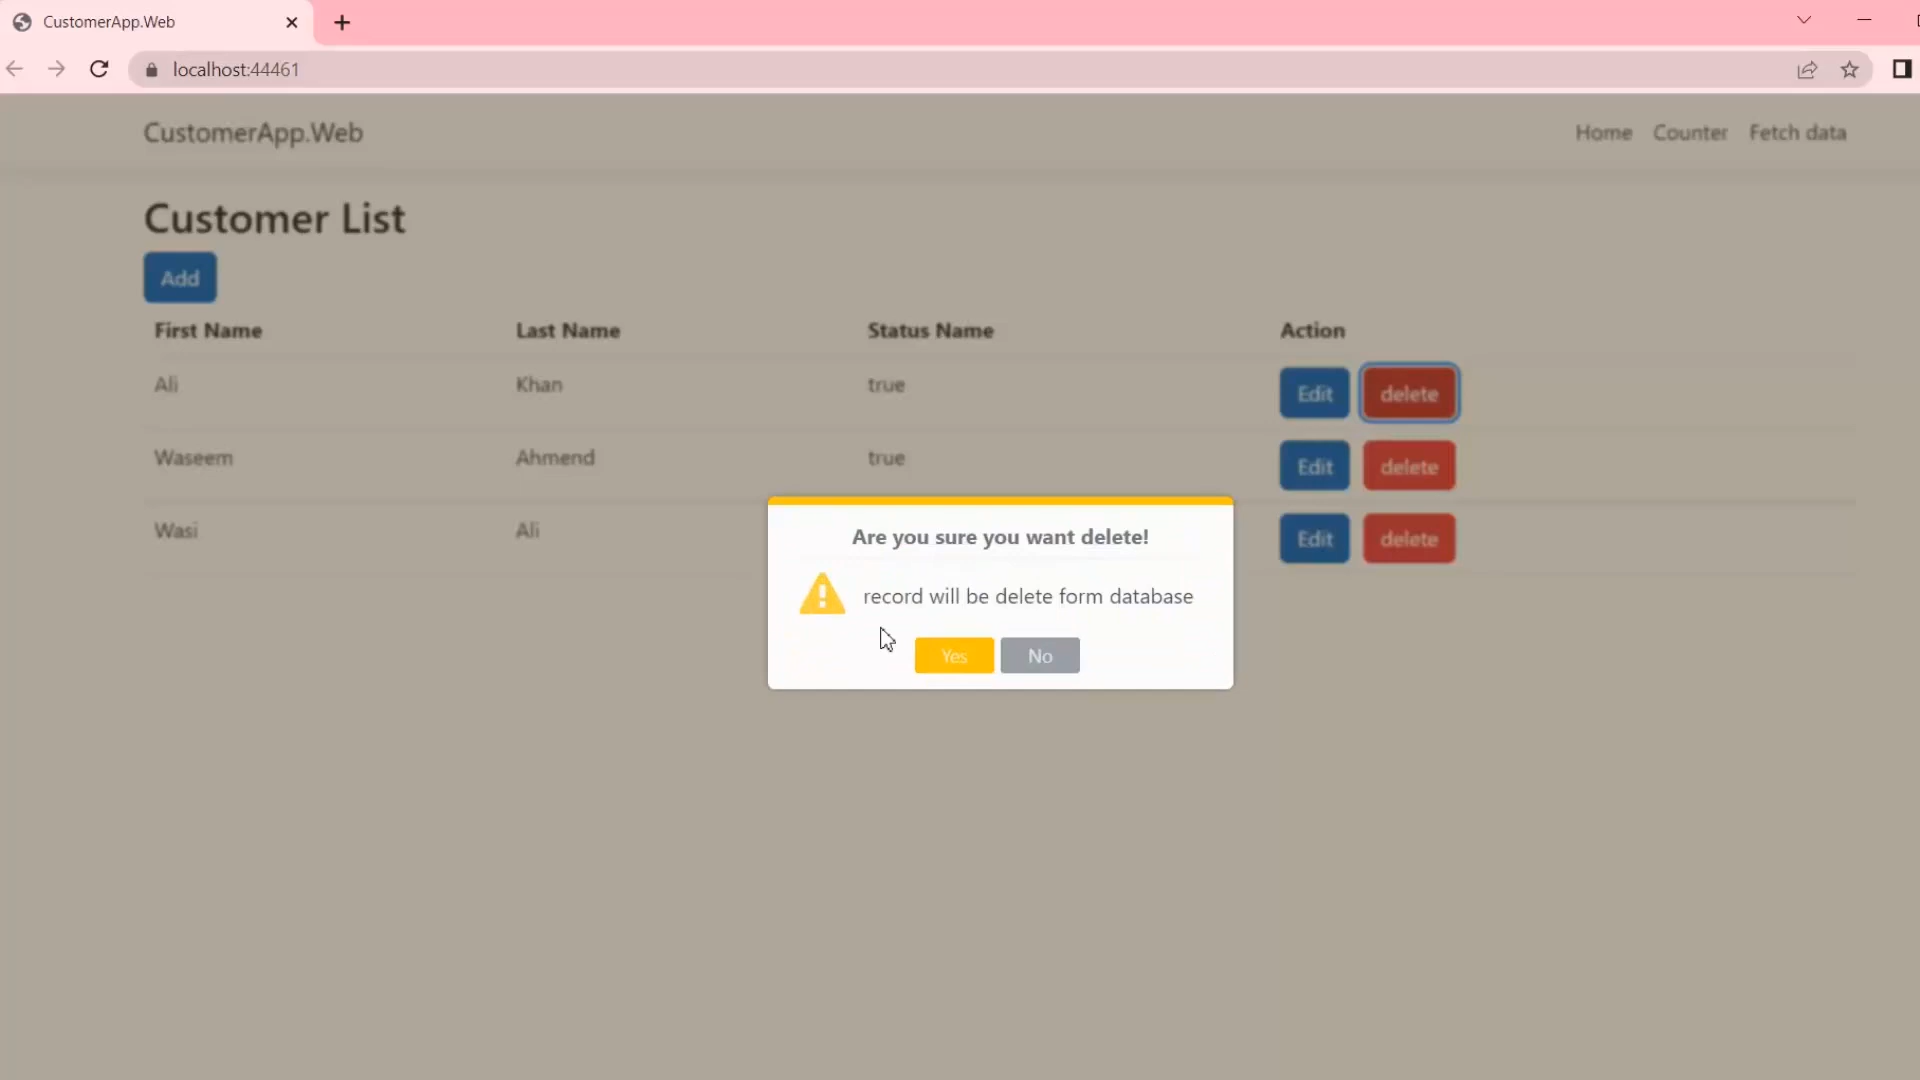 CustomerApp.Web
localhost:44461
CustomerApp.Web Home Counter Fetch data
Customer List
Add
First Name Last Name Status Name Action
Ali Khan true Edit delete
Waseem Ahmend true Edit delete
Wasi Ali Edit delete
Are you sure you want delete!
record will be delete form database
Yes No